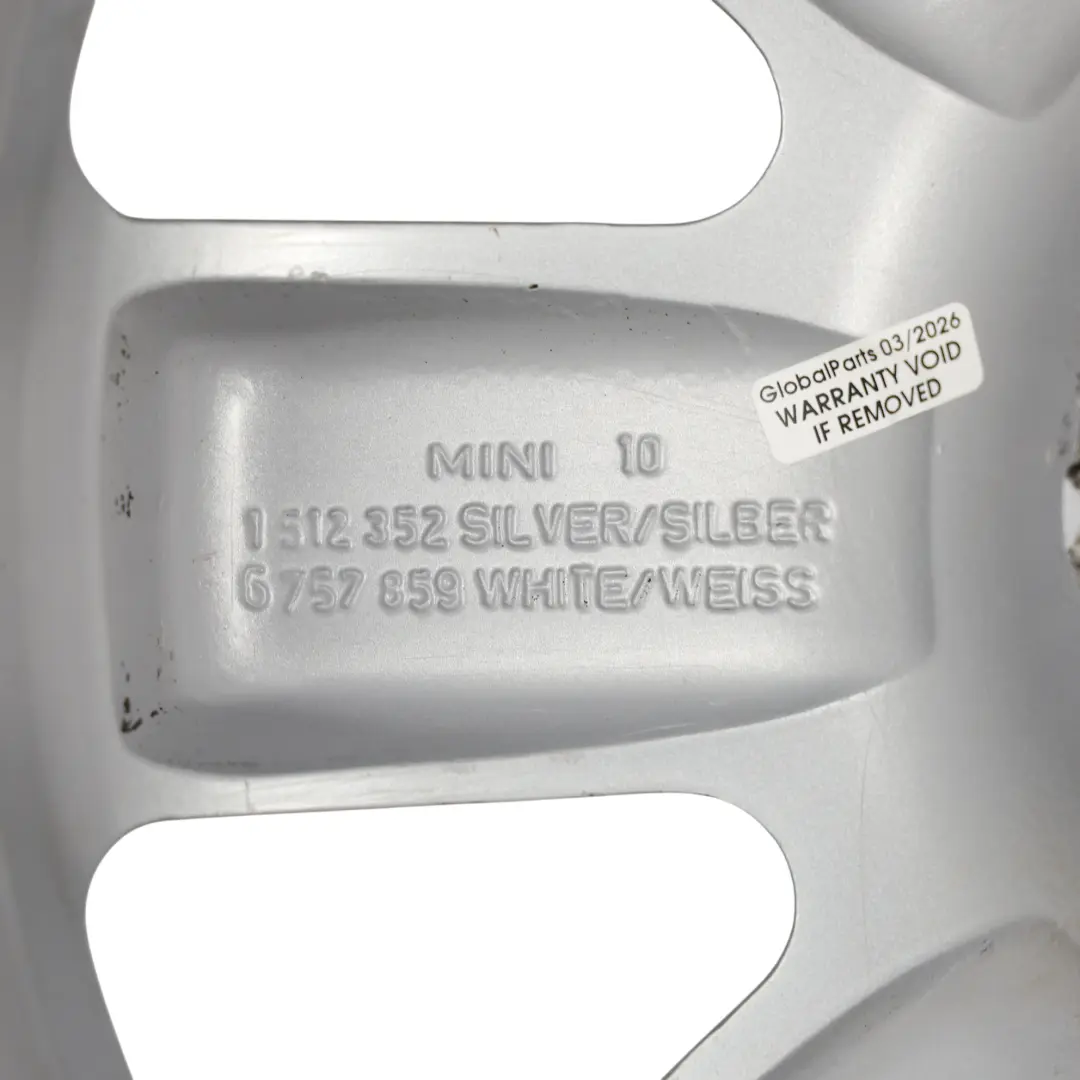 GlobalParts 03/2026
WARRANTY VOID
IF REMOVED
MINI 10
1 512 352 SILVER/SILBER
6 757 859 WHITE/WEISS